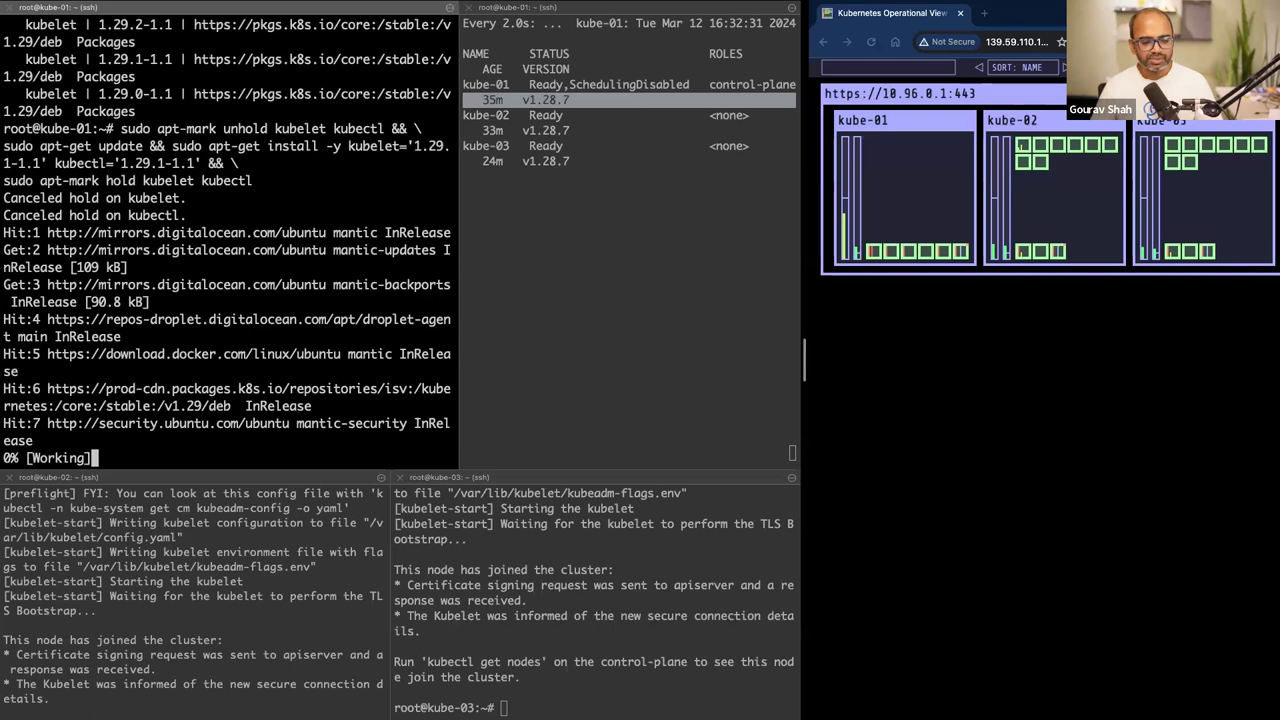 root@kube-01: ~ (ssh)
kubelet | 1.29.2-1.1 | https://pkgs.k8s.io/core:/stable:/v
1.29/deb  Packages
kubelet | 1.29.1-1.1 | https://pkgs.k8s.io/core:/stable:/v
1.29/deb  Packages
kubelet | 1.29.0-1.1 | https://pkgs.k8s.io/core:/stable:/v
1.29/deb  Packages
root@kube-01:~# sudo apt-mark unhold kubelet kubectl && \
sudo apt-get update && sudo apt-get install -y kubelet='1.29.
1-1.1' kubectl='1.29.1-1.1' && \
sudo apt-mark hold kubelet kubectl
Canceled hold on kubelet.
Canceled hold on kubectl.
Hit:1 http://mirrors.digitalocean.com/ubuntu mantic InRelease
Get:2 http://mirrors.digitalocean.com/ubuntu mantic-updates I
nRelease [109 kB]
Get:3 http://mirrors.digitalocean.com/ubuntu mantic-backports
InRelease [90.8 kB]
Hit:4 https://repos-droplet.digitalocean.com/apt/droplet-agen
t main InRelease
Hit:5 https://download.docker.com/linux/ubuntu mantic InRelea
se
Hit:6 https://prod-cdn.packages.k8s.io/repositories/isv:/kube
rnetes:/core:/stable:/v1.29/deb  InRelease
Hit:7 http://security.ubuntu.com/ubuntu mantic-security InRel
ease
0% [Working]
root@kube-01: ~ (ssh)
Every 2.0s: ...  kube-01: Tue Mar 12 16:32:31 2024
NAME STATUS ROLES
AGE VERSION
kube-01 Ready,SchedulingDisabled control-plane
35m v1.28.7
kube-02 Ready <none>
33m v1.28.7
kube-03 Ready <none>
24m v1.28.7
Kubernetes Operational View
Not Secure 139.59.110.1...
SORT: NAME
https://10.96.0.1:443
Gourav Shah
kube-01 kube-02
root@kube-02: ~ (ssh)
[preflight] FYI: You can look at this config file with 'k
ubectl -n kube-system get cm kubeadm-config -o yaml'
[kubelet-start] Writing kubelet configuration to file "/v
ar/lib/kubelet/config.yaml"
[kubelet-start] Writing kubelet environment file with fla
gs to file "/var/lib/kubelet/kubeadm-flags.env"
[kubelet-start] Starting the kubelet
[kubelet-start] Waiting for the kubelet to perform the TL
S Bootstrap...
This node has joined the cluster:
* Certificate signing request was sent to apiserver and a
response was received.
* The Kubelet was informed of the new secure connection d
etails.
root@kube-03: ~ (ssh)
to file "/var/lib/kubelet/kubeadm-flags.env"
[kubelet-start] Starting the kubelet
[kubelet-start] Waiting for the kubelet to perform the TLS B
ootstrap...
This node has joined the cluster:
* Certificate signing request was sent to apiserver and a re
sponse was received.
* The Kubelet was informed of the new secure connection deta
ils.
Run 'kubectl get nodes' on the control-plane to see this nod
e join the cluster.
root@kube-03:~#